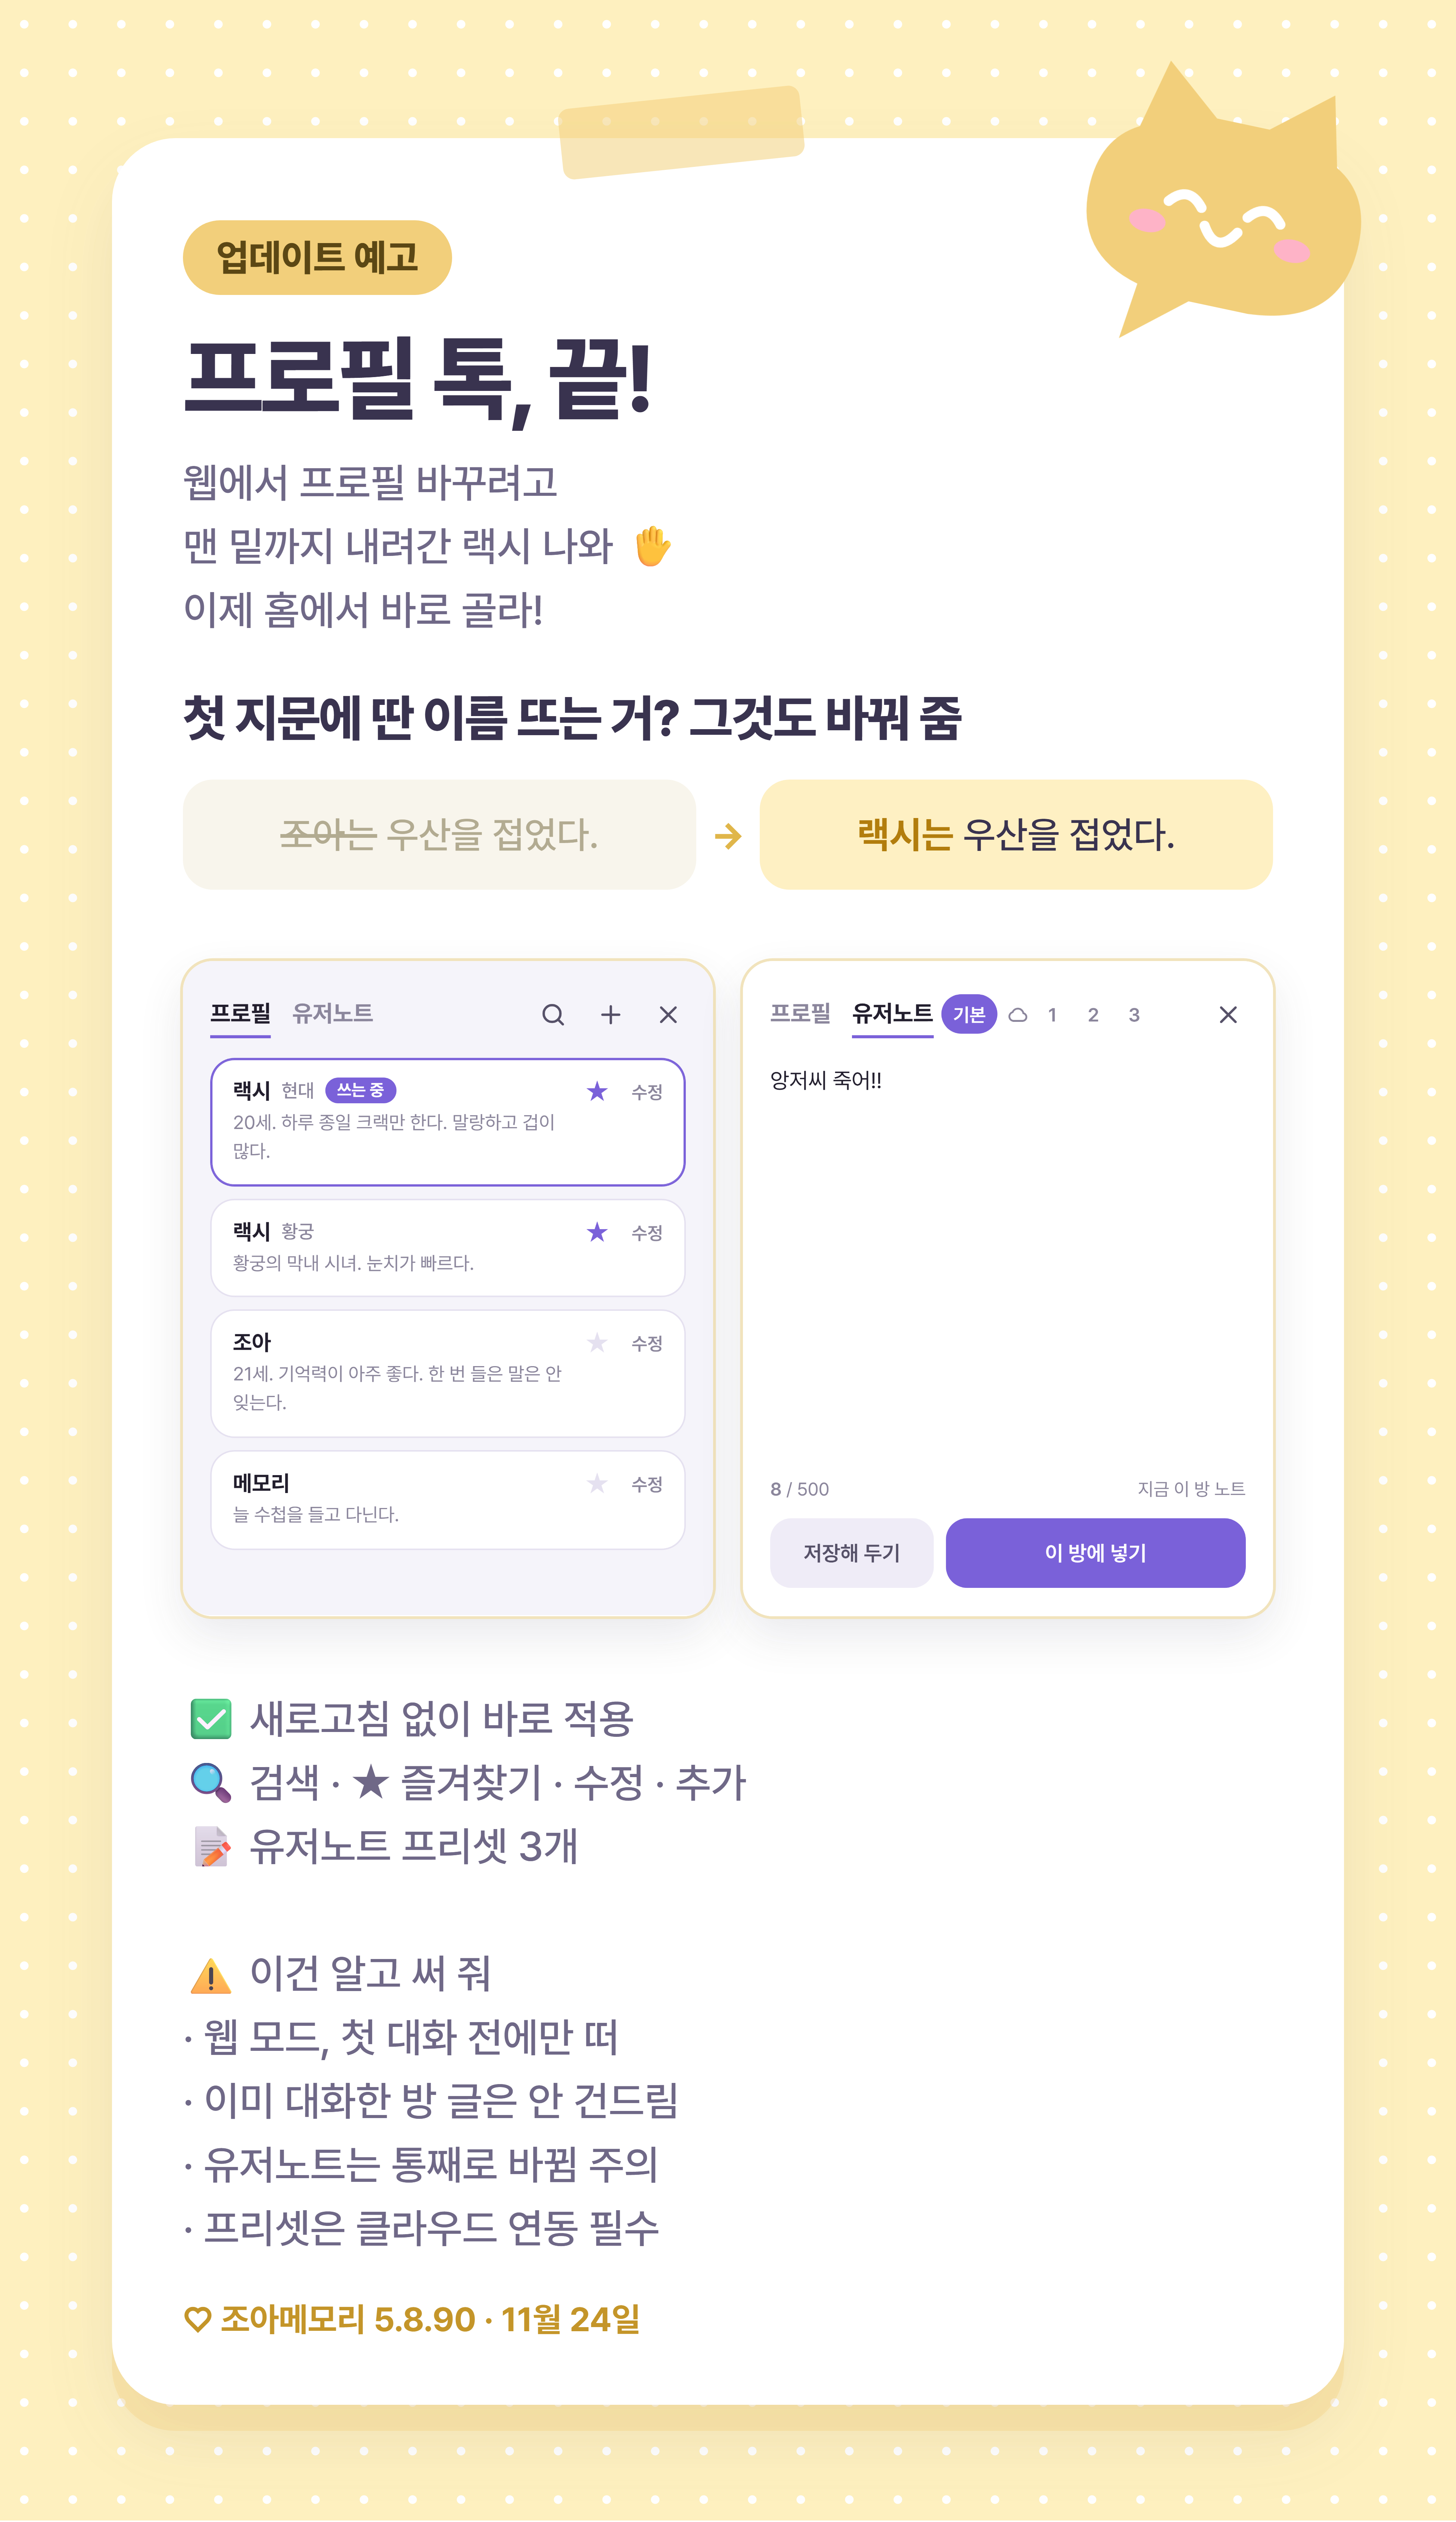 업데이트 예고
프로필 톡, 끝!
웹에서 프로필 바꾸려고
맨 밑까지 내려간 랙시 나와 🖐
이제 홈에서 바로 골라!
첫 지문에 딴 이름 뜨는 거? 그것도 바꿔 줌
조아는 우산을 접었다.
→
랙시는 우산을 접었다.
프로필 유저노트
랙시 현대 쓰는 중 ★ 수정
20세. 하루 종일 크랙만 한다. 말랑하고 겁이
많다.
랙시 황궁 ★ 수정
황궁의 막내 시녀. 눈치가 빠르다.
조아 ★ 수정
21세. 기억력이 아주 좋다. 한 번 들은 말은 안
잊는다.
메모리 ★ 수정
늘 수첩을 들고 다닌다.
프로필 유저노트 기본 1 2 3
앙저씨 죽어!!
8 / 500 지금 이 방 노트
저장해 두기 이 방에 넣기
✅ 새로고침 없이 바로 적용
🔍 검색 · ★ 즐겨찾기 · 수정 · 추가
📝 유저노트 프리셋 3개
⚠️ 이건 알고 써 줘
· 웹 모드, 첫 대화 전에만 떠
· 이미 대화한 방 글은 안 건드림
· 유저노트는 통째로 바뀜 주의
· 프리셋은 클라우드 연동 필수
♡ 조아메모리 5.8.90 · 11월 24일